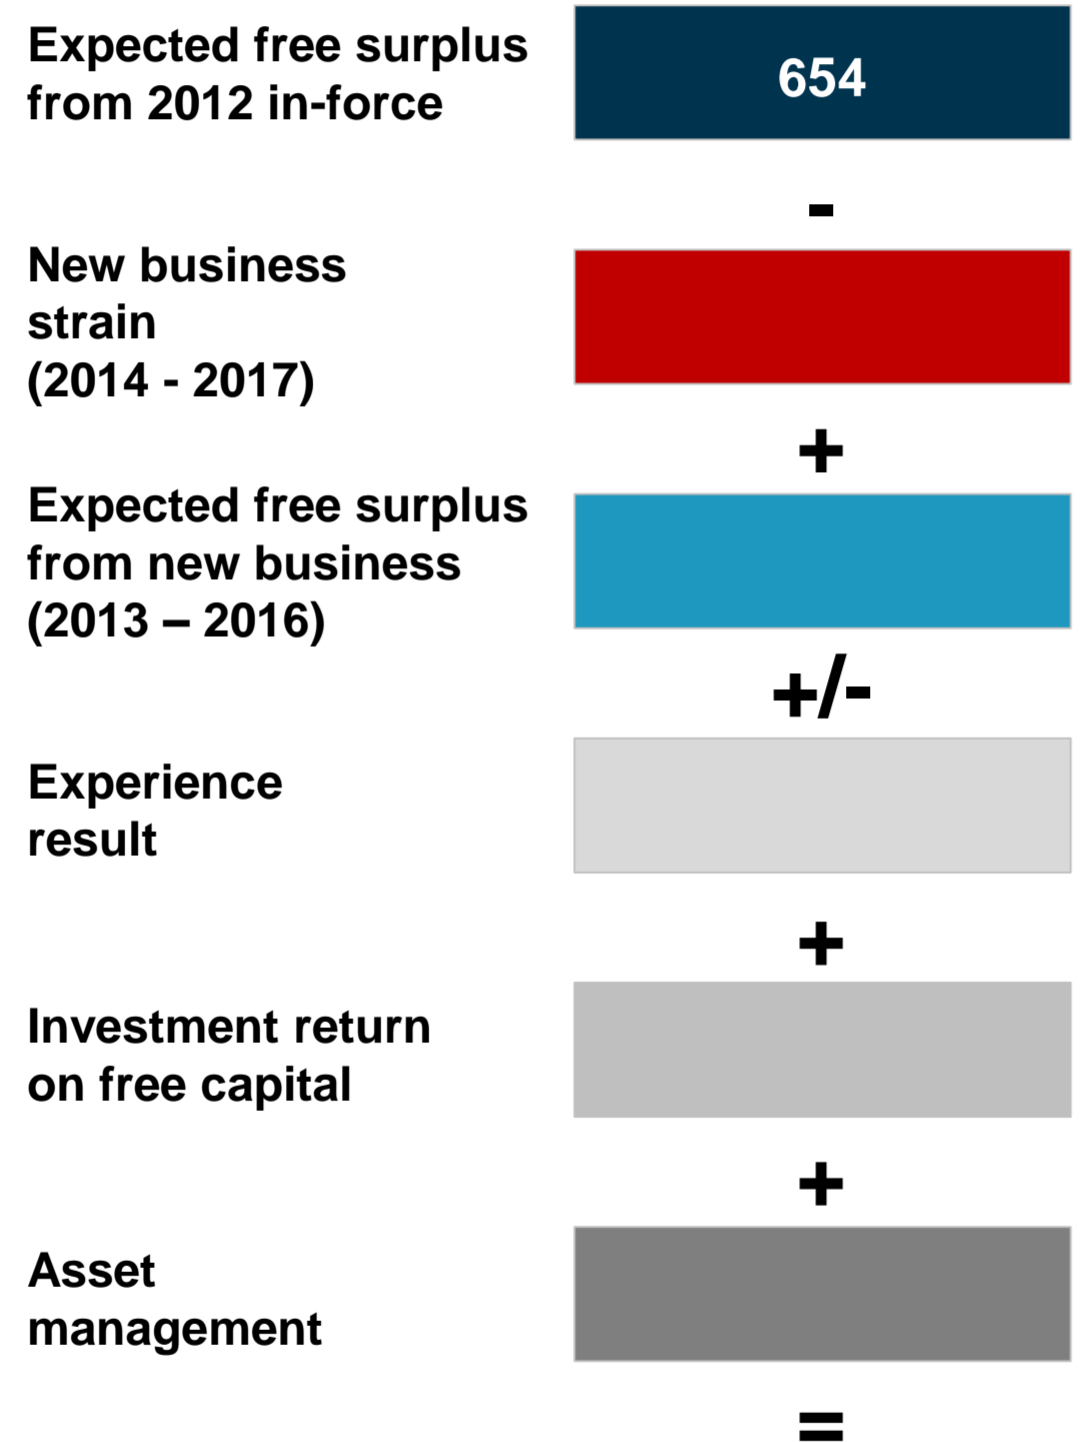 Expected free surplus
from 2012 in-force
654
-
New business
strain
(2014 - 2017)
+
Expected free surplus
from new business
(2013 – 2016)
+/-
Experience
result
+
Investment return
on free capital
+
Asset
management
=